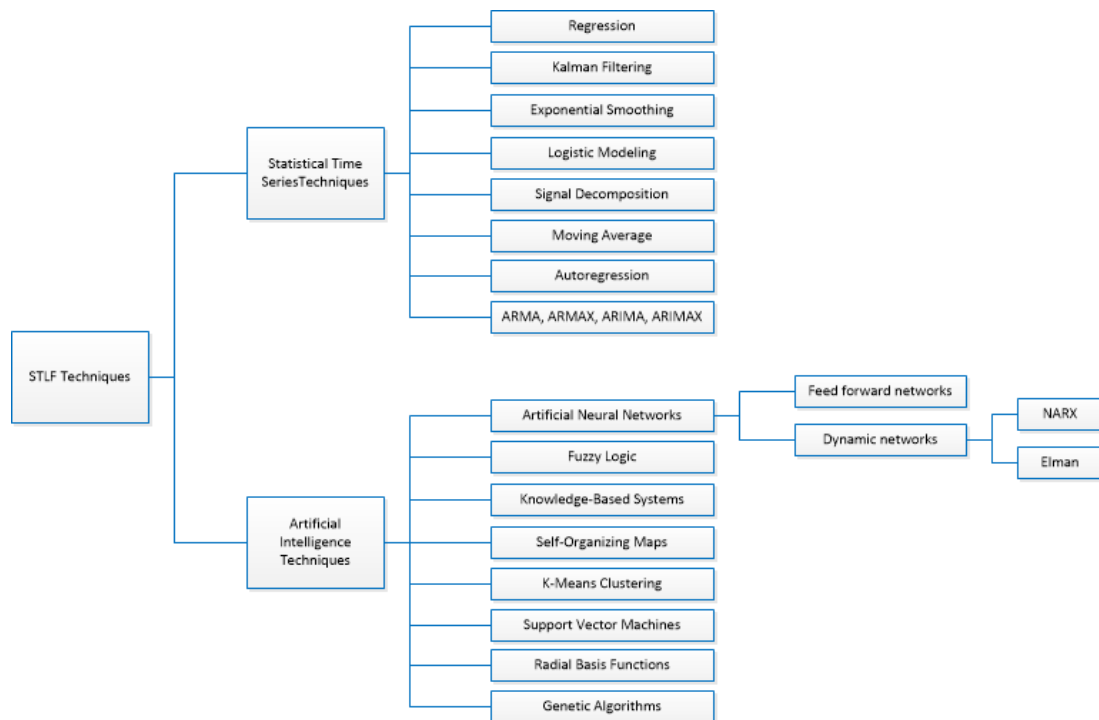 STLF Techniques
Statistical Time
SeriesTechniques
Regression
Kalman Filtering
Exponential Smoothing
Logistic Modeling
Signal Decomposition
Moving Average
Autoregression
ARMA, ARMAX, ARIMA, ARIMAX
Artificial
Intelligence
Techniques
Artificial Neural Networks
Feed forward networks
Dynamic networks
NARX
Elman
Fuzzy Logic
Knowledge-Based Systems
Self-Organizing Maps
K-Means Clustering
Support Vector Machines
Radial Basis Functions
Genetic Algorithms